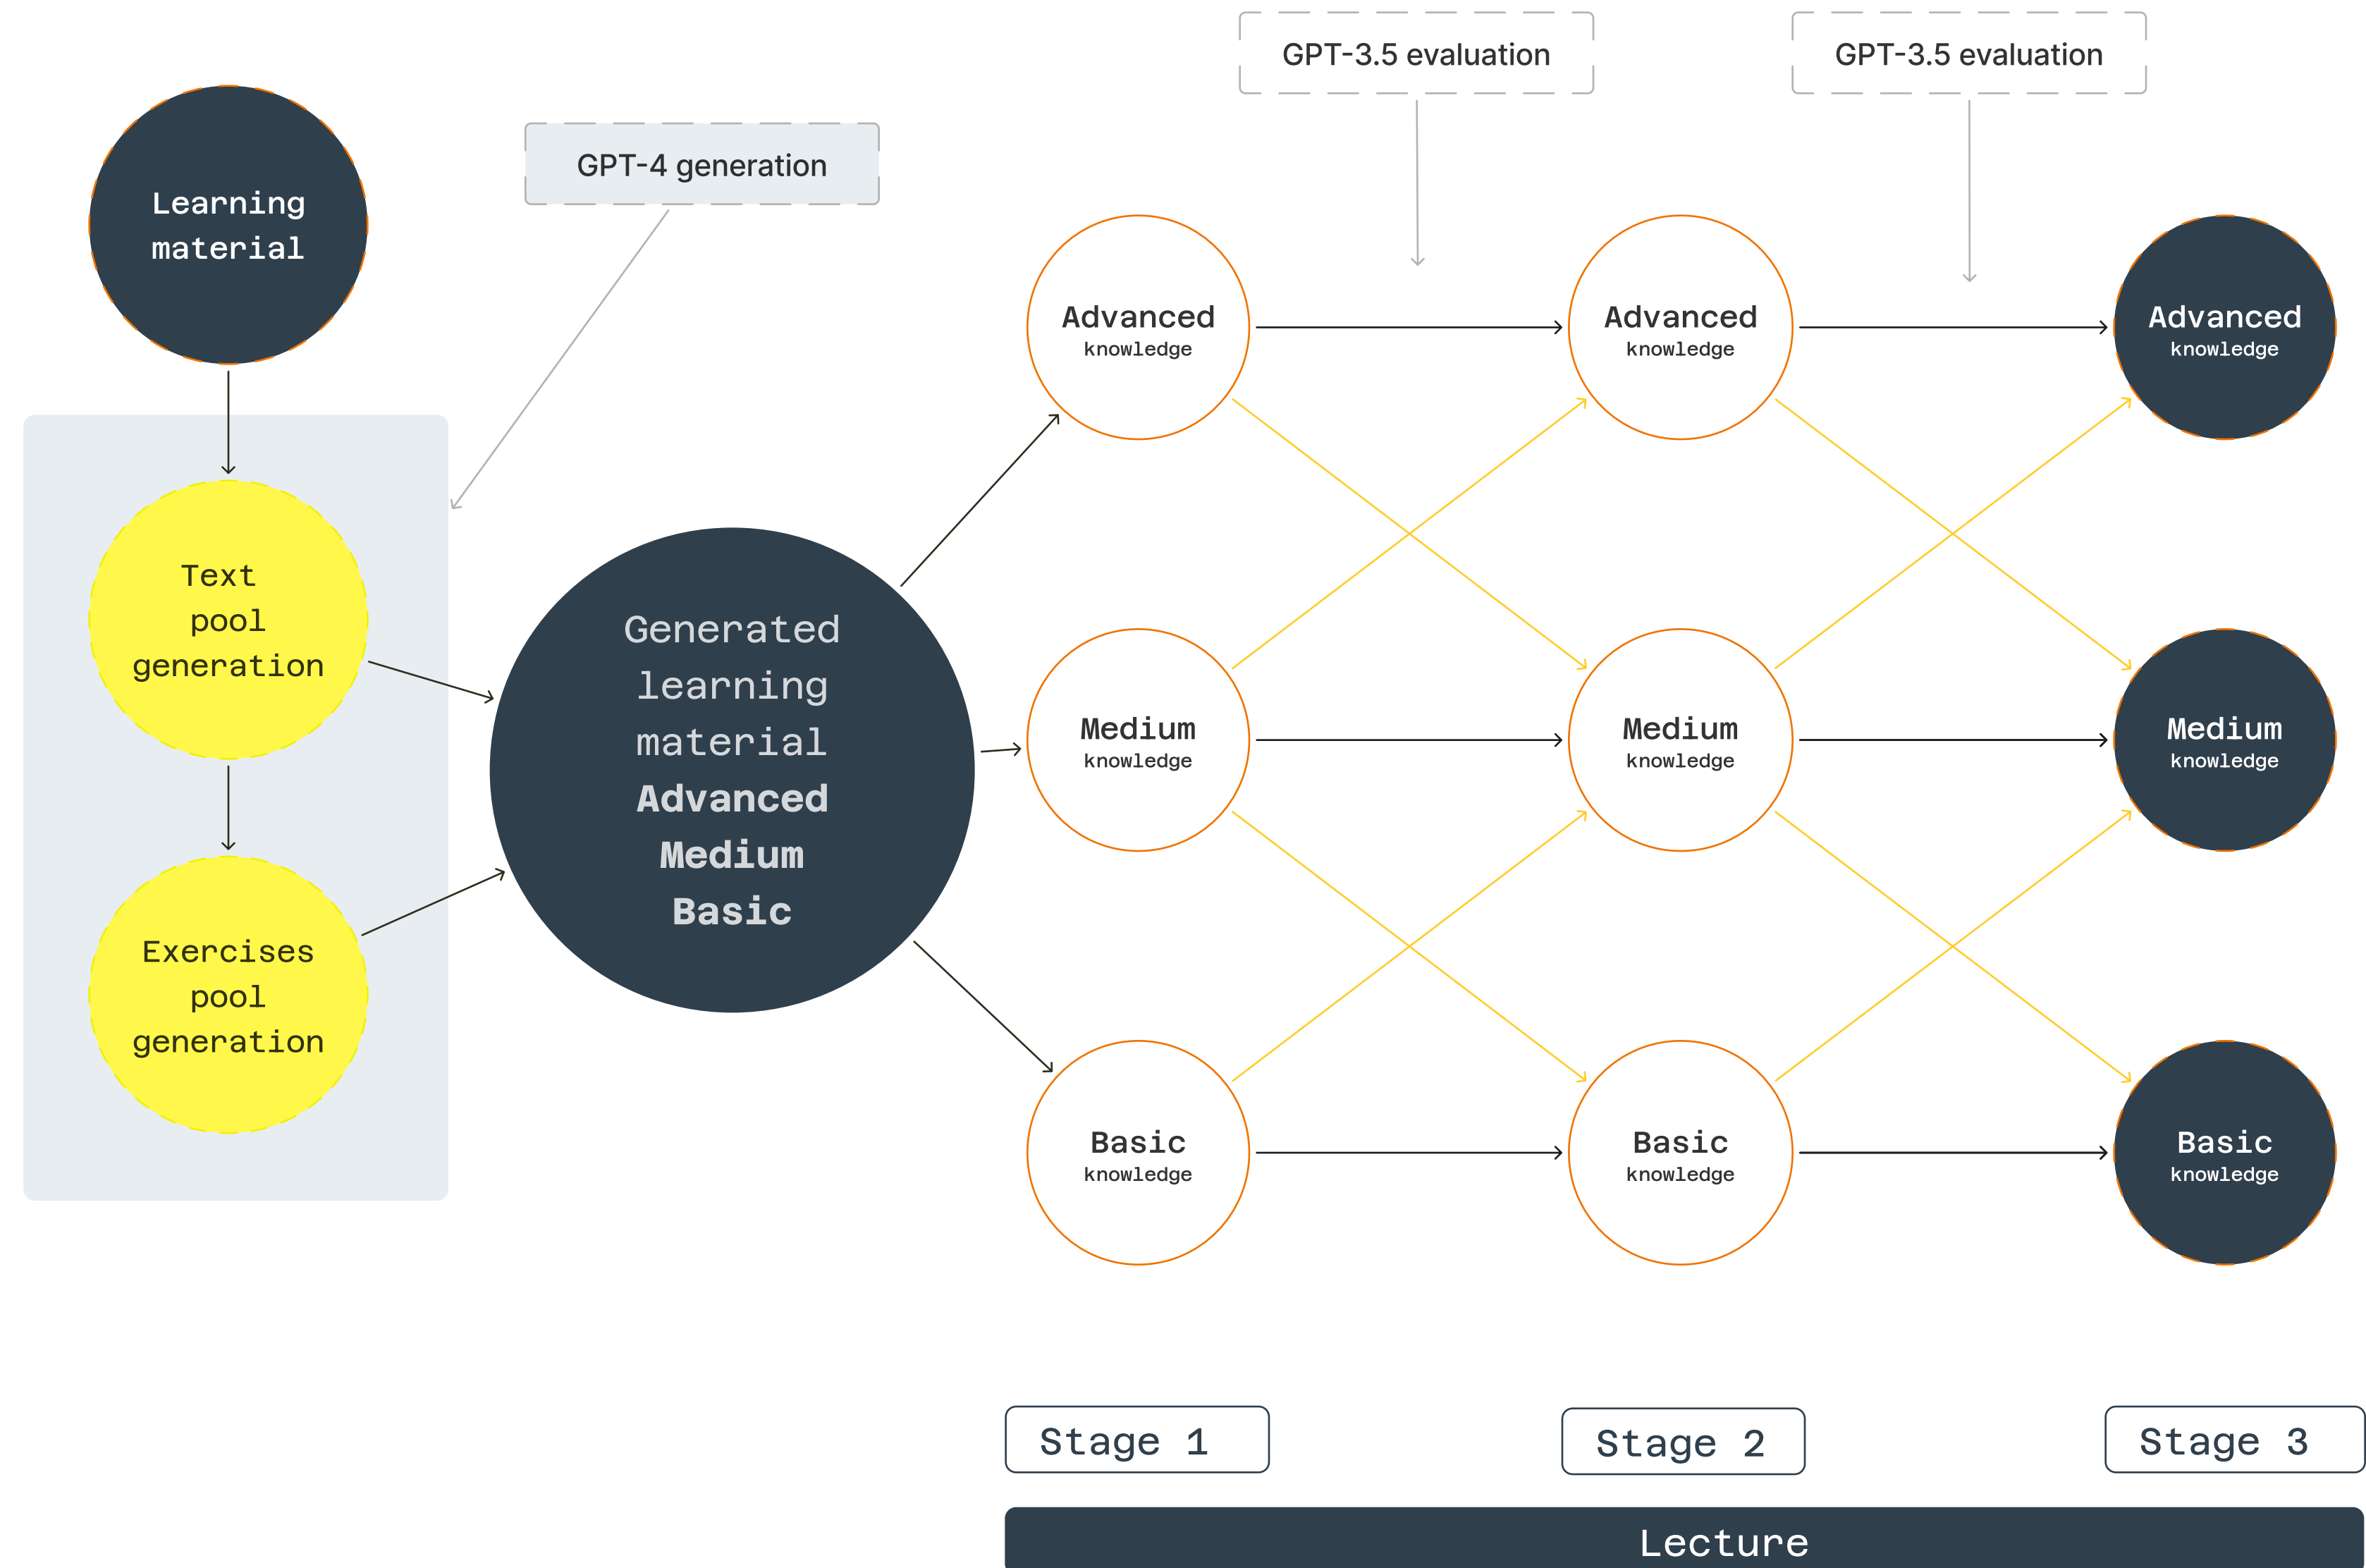 GPT-3.5 evaluation
GPT-3.5 evaluation
GPT-4 generation
Learning
material
Text
pool
generation
Exercises
pool
generation
Generated
learning
material
Advanced
Medium
Basic
Advanced
knowledge
Advanced
knowledge
Advanced
knowledge
Medium
knowledge
Medium
knowledge
Medium
knowledge
Basic
knowledge
Basic
knowledge
Basic
knowledge
Stage 1
Stage 2
Stage 3
Lecture